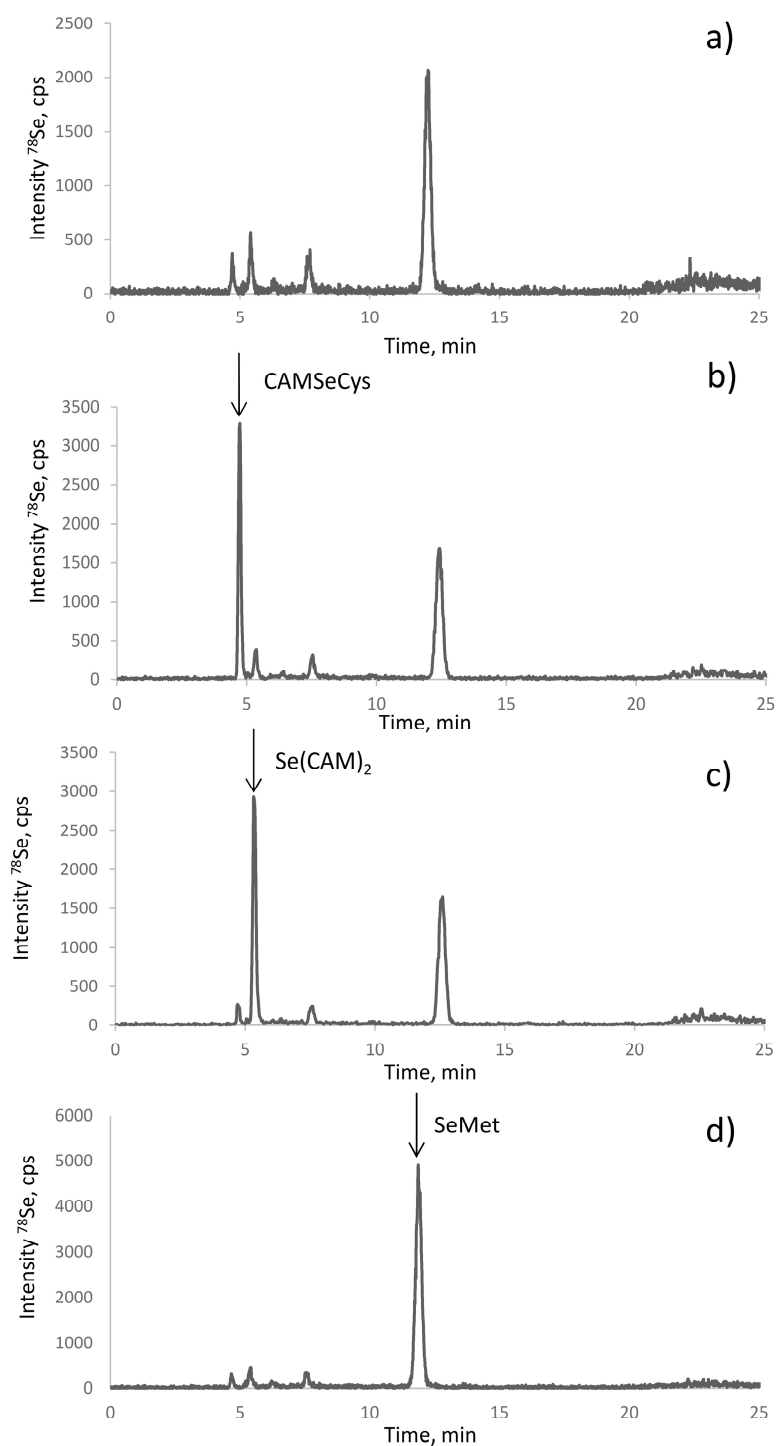 a)
Intensity ⁷⁸Se, cps
2500
2000
1500
1000
500
0
0 5 10 15 20 25
Time, min
CAMSeCys
b)
Intensity ⁷⁸Se, cps
3500
3000
2500
2000
1500
1000
500
0
0 5 10 15 20 25
Time, min
Se(CAM)₂
c)
Intensity ⁷⁸Se, cps
3500
3000
2500
2000
1500
1000
500
0
0 5 10 15 20 25
Time, min
SeMet
d)
Intensity ⁷⁸Se, cps
6000
5000
4000
3000
2000
1000
0
0 5 10 15 20 25
Time, min